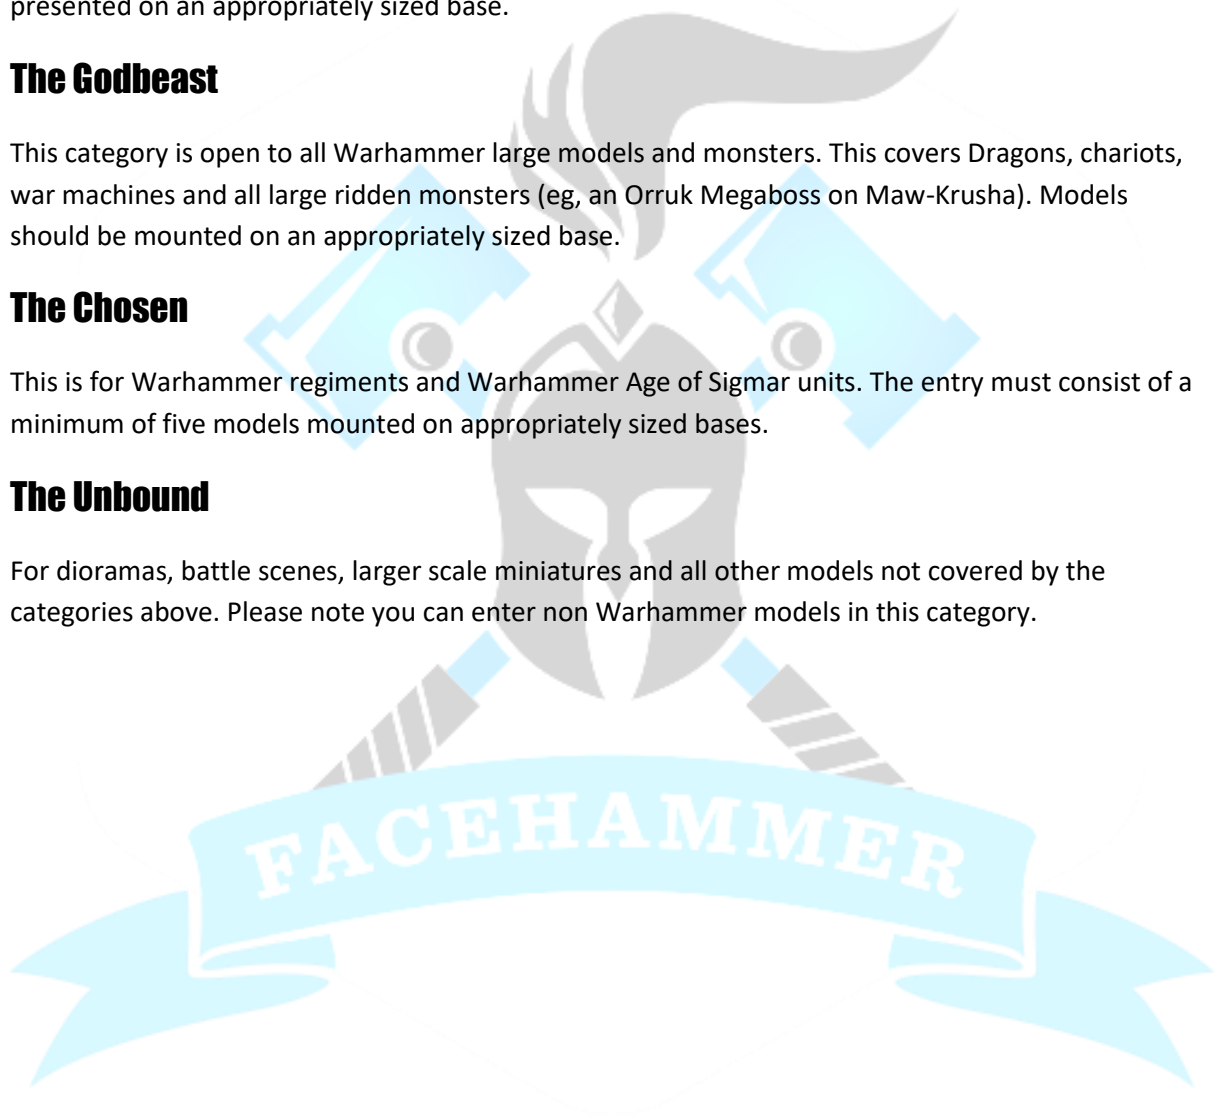 presented on an appropriately sized base.
The Godbeast
This category is open to all Warhammer large models and monsters. This covers Dragons, chariots,
war machines and all large ridden monsters (eg, an Orruk Megaboss on Maw-Krusha). Models
should be mounted on an appropriately sized base.
The Chosen
This is for Warhammer regiments and Warhammer Age of Sigmar units. The entry must consist of a
minimum of five models mounted on appropriately sized bases.
The Unbound
For dioramas, battle scenes, larger scale miniatures and all other models not covered by the
categories above. Please note you can enter non Warhammer models in this category.
FACEHAMMER